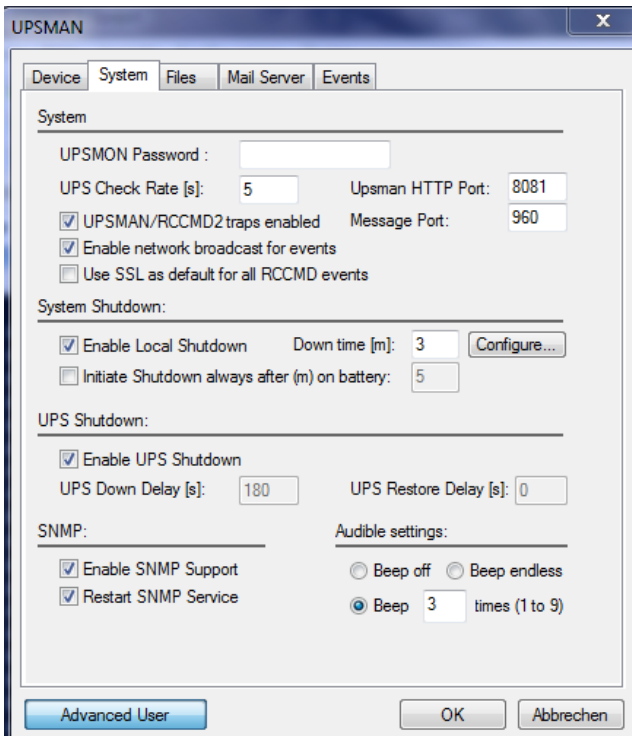 UPSMAN X
Device System Files Mail Server Events
System
UPSMON Password :
UPS Check Rate [s]: 5 Upsman HTTP Port: 8081
UPSMAN/RCCMD2 traps enabled Message Port: 960
Enable network broadcast for events
Use SSL as default for all RCCMD events
System Shutdown:
Enable Local Shutdown Down time [m]: 3 Configure...
Initiate Shutdown always after (m) on battery: 5
UPS Shutdown:
Enable UPS Shutdown
UPS Down Delay [s]: 180 UPS Restore Delay [s]: 0
SNMP: Audible settings:
Enable SNMP Support Beep off Beep endless
Restart SNMP Service Beep 3 times (1 to 9)
Advanced User OK Abbrechen